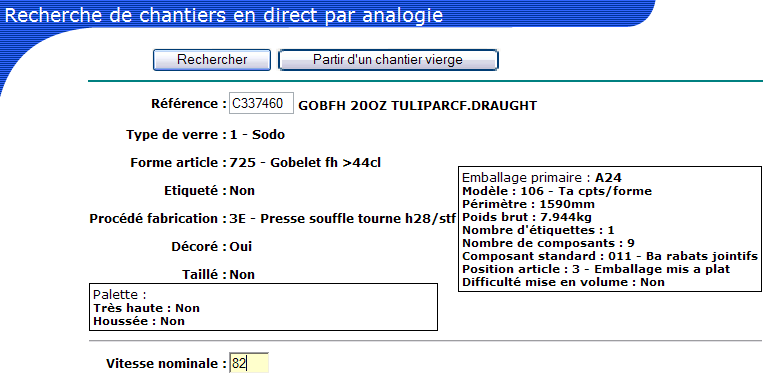 Recherche de chantiers en direct par analogie
Rechercher Partir d'un chantier vierge
Référence : C337460 GOBFH 20OZ TULIPARCF.DRAUGHT
Type de verre : 1 - Sodo
Forme article : 725 - Gobelet fh >44cl
Etiqueté : Non
Procédé fabrication : 3E - Presse souffle tourne h28/stf
Décoré : Oui
Taillé : Non
Emballage primaire : A24
Modèle : 106 - Ta cpts/forme
Périmètre : 1590mm
Poids brut : 7.944kg
Nombre d'étiquettes : 1
Nombre de composants : 9
Composant standard : 011 - Ba rabats jointifs
Position article : 3 - Emballage mis a plat
Difficulté mise en volume : Non
Palette :
Très haute : Non
Houssée : Non
Vitesse nominale : 82